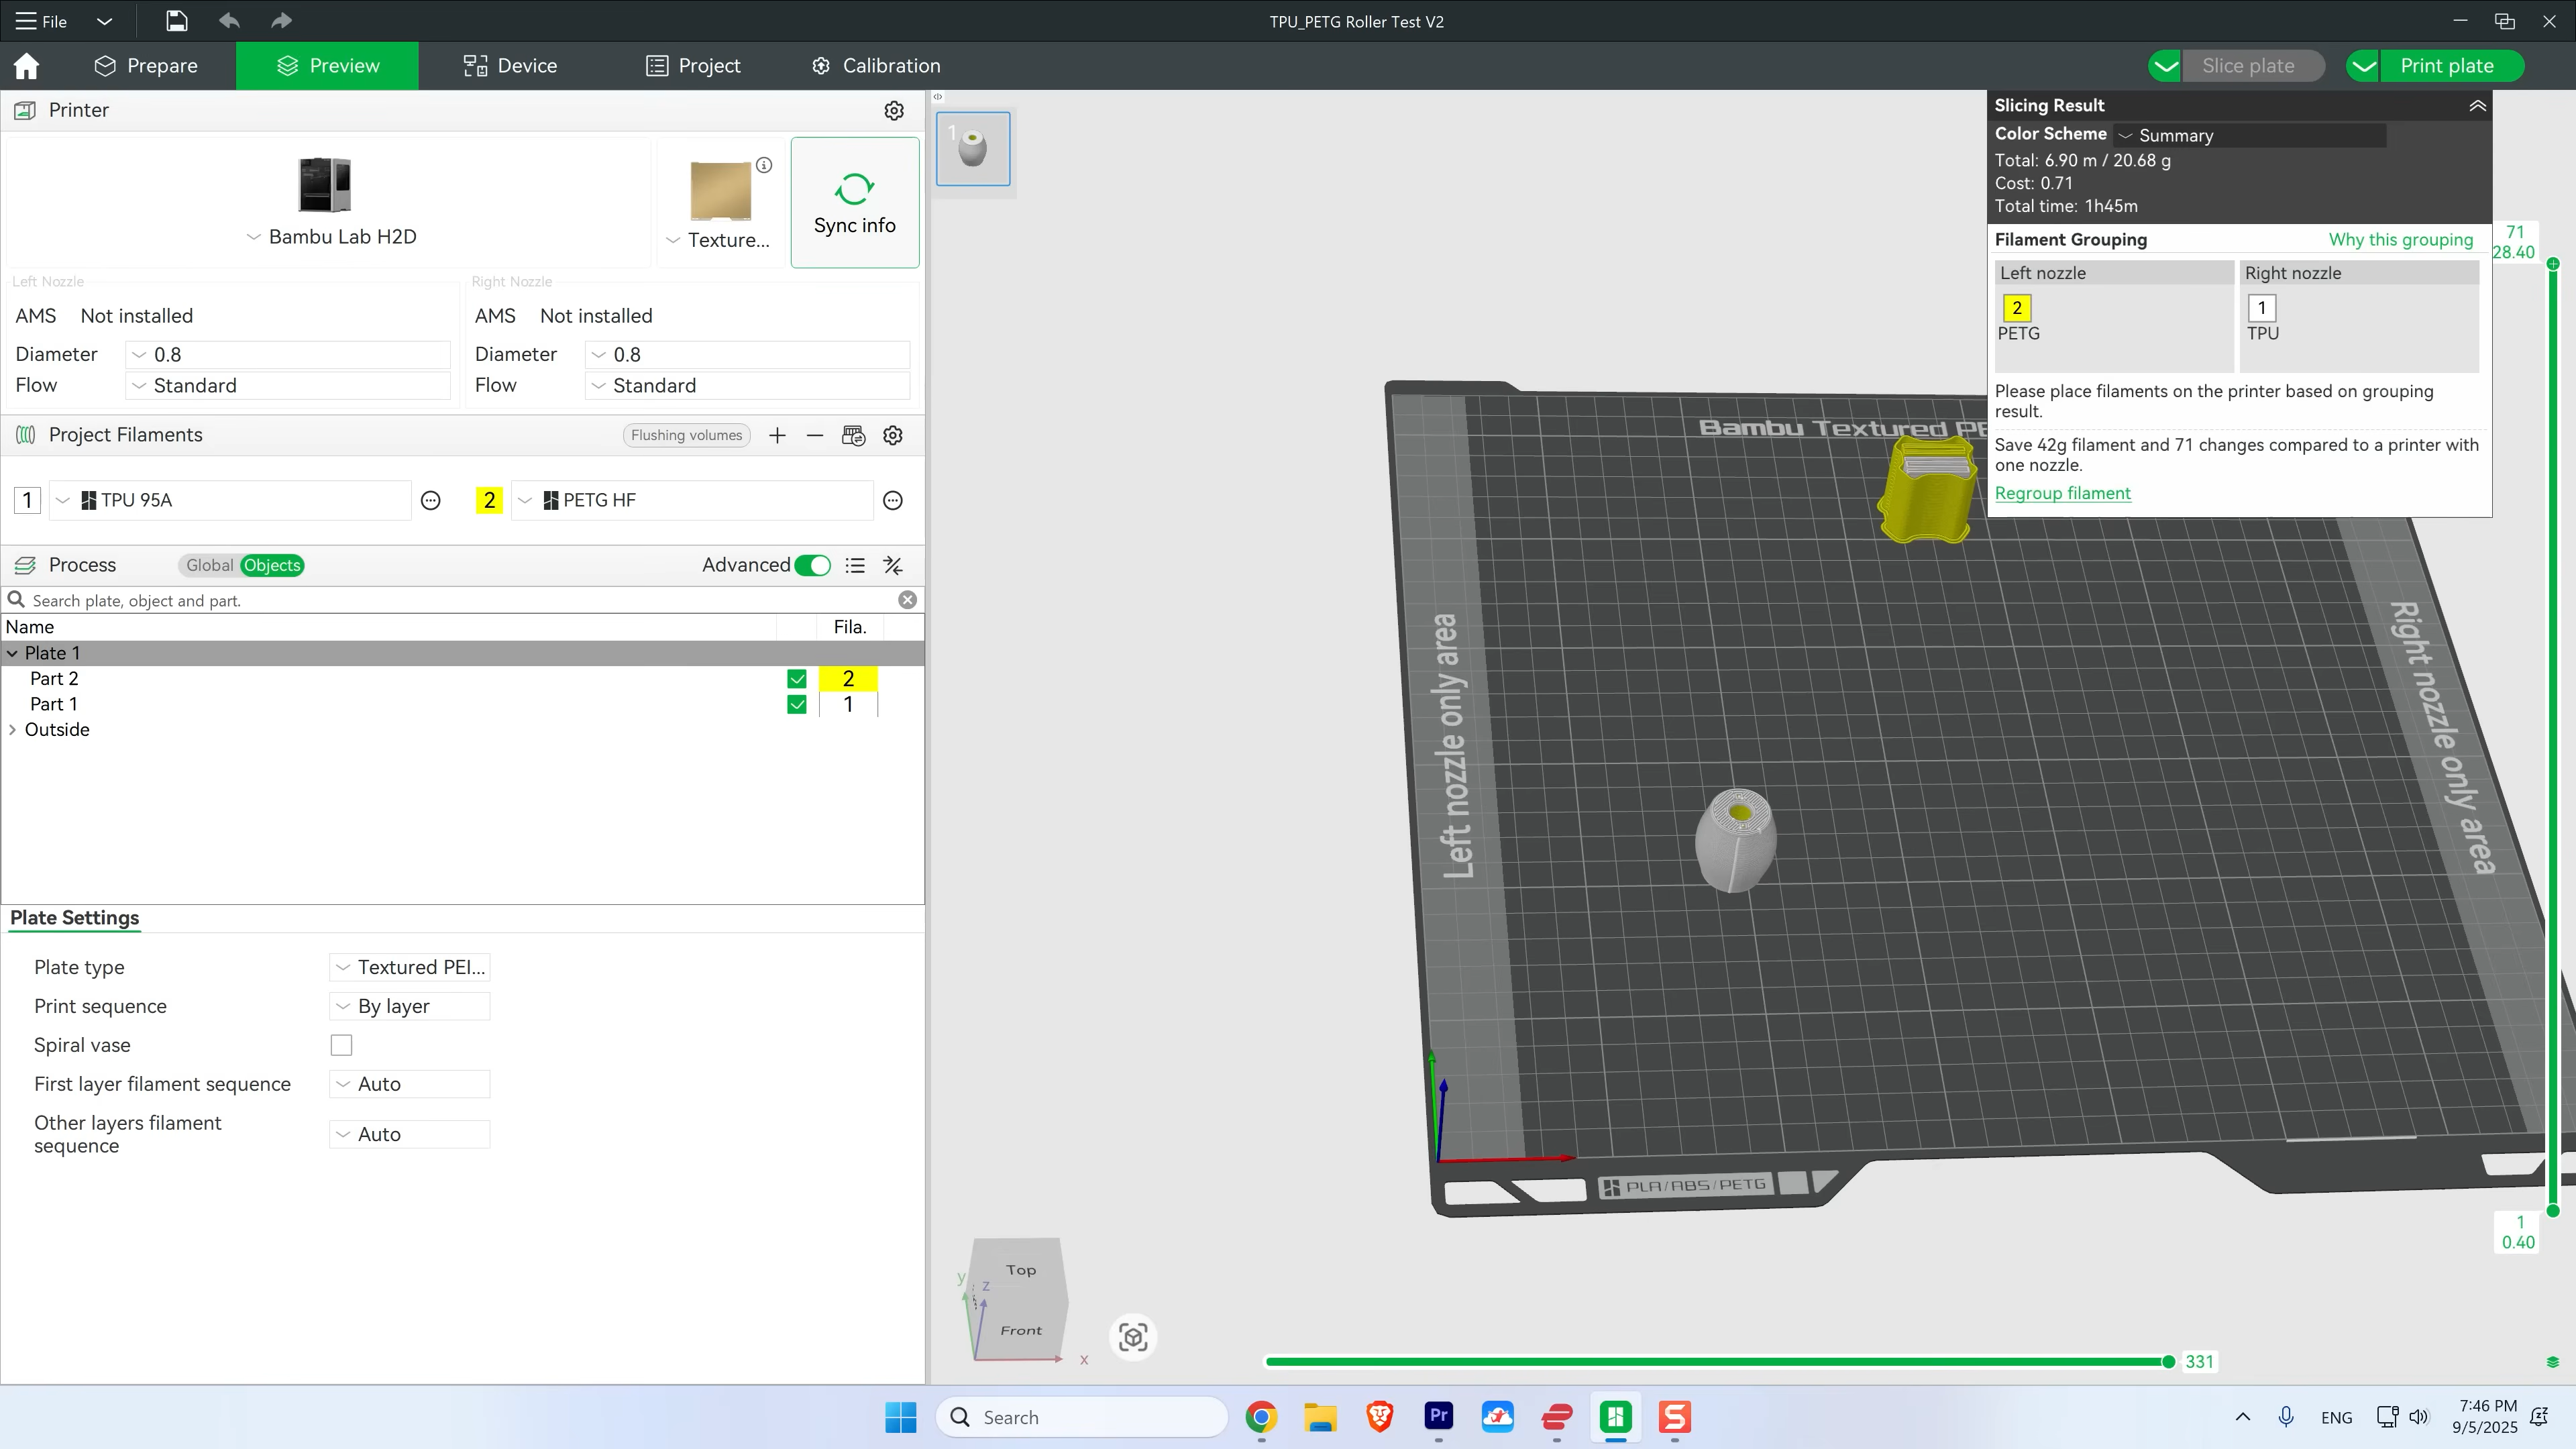 File
TPU_PETG Roller Test V2
Prepare
Preview
Device
Project
Calibration
Slice plate
Print plate
Printer
Bambu Lab H2D
Texture...
Sync info
Left Nozzle
AMS Not installed
Diameter 0.8
Flow Standard
Right Nozzle
AMS Not installed
Diameter 0.8
Flow Standard
Project Filaments
Flushing volumes
1 TPU 95A
2 PETG HF
Process
Global Objects
Advanced
Search plate, object and part.
Name Fila.
Plate 1
Part 2 2
Part 1 1
Outside
Plate Settings
Plate type Textured PEI...
Print sequence By layer
Spiral vase
First layer filament sequence Auto
Other layers filament
sequence
Auto
1
Slicing Result
Color Scheme Summary
Total: 6.90 m / 20.68 g
Cost: 0.71
Total time: 1h45m
Filament Grouping Why this grouping
Left nozzle
2
PETG
Right nozzle
1
TPU
Please place filaments on the printer based on grouping
result.
Save 42g filament and 71 changes compared to a printer with
one nozzle.
Regroup filament
71
28.40
Bambu Textured PE
Left nozzle only area
Right nozzle only area
PLA/ABS/PETG
1
0.40
Top
Front
y
z
x
331
Search
Pr
S
ENG
7:46 PM
9/5/2025